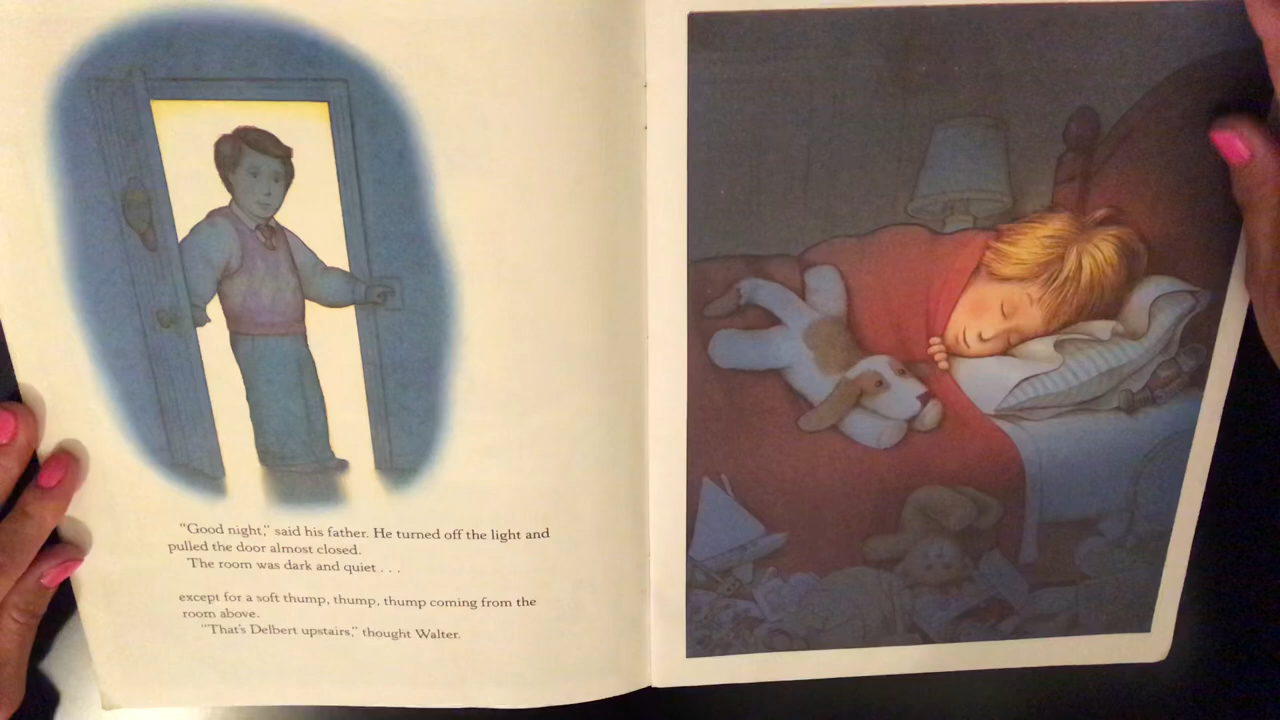 "Good night," said his father. He turned off the light and
pulled the door almost closed.
The room was dark and quiet . . .
except for a soft thump, thump, thump coming from the
room above.
"That's Delbert upstairs," thought Walter.